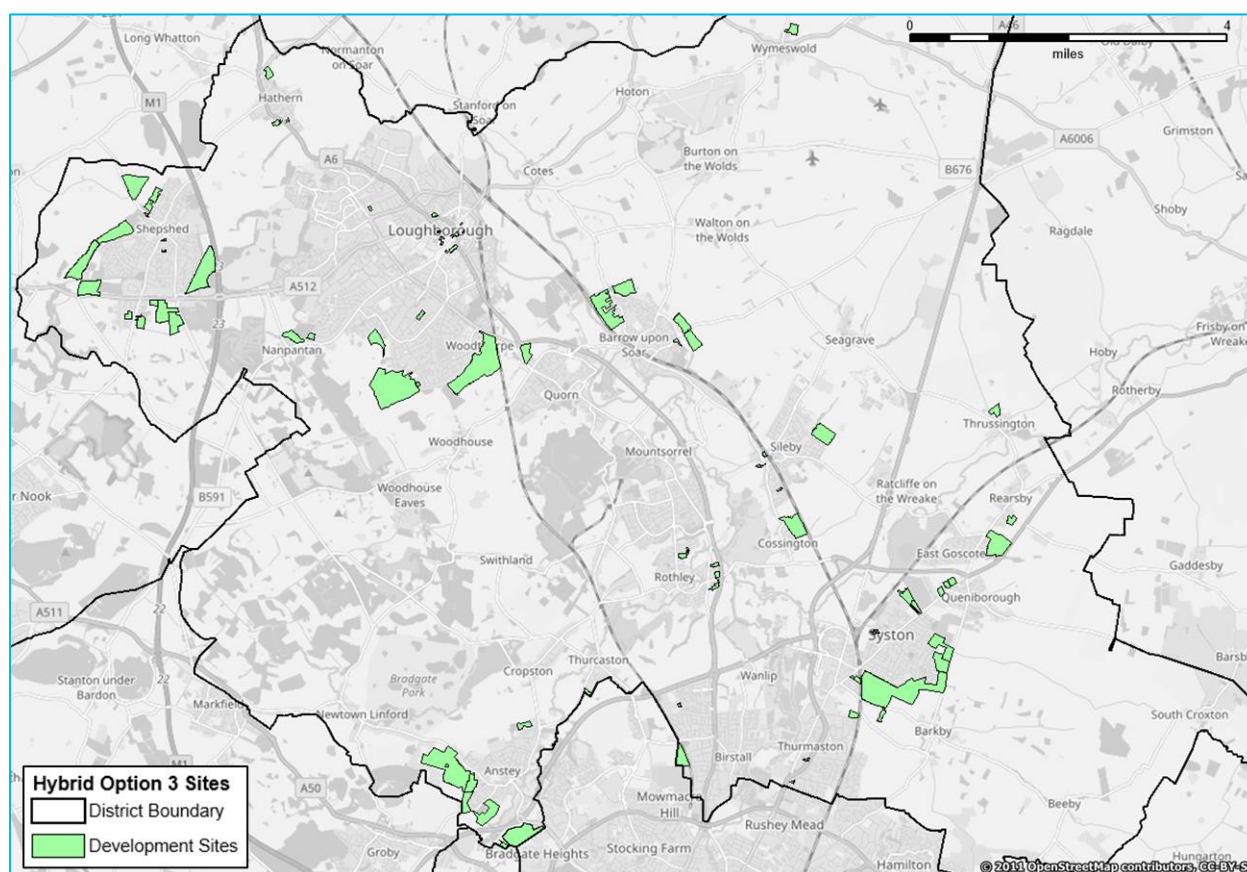 Long Whatton
Normanton
on Soar
Wymeswold
0
4
miles
A46
M1
Hathern
Stanford on
Soar
Hoton
A6006
Grimston
A6
Cotes
Burton on
the Wolds
B676
Shoby
Shepshed
Loughborough
Walton on
the Wolds
Ragdale
A512
23
Nanpantan
Barrow upon
Soar
Seagrave
Hoby
Frisby on
Wreake
Rotherby
Quorn
Thrussington
Woodhouse
Mountsorrel
Sileby
Ratcliffe on
the Wreake
Rearsby
B591
Woodhouse
Eaves
Swithland
Cossington
East Goscote
Gaddesby
Rothley
Queniborough
A511
22
22
Syston
Cropston
Thurcaston
Wanlip
Stanton under
Bardon
Markfield
Bradgate
Park
Newtown Linford
South Croxton
Barkby
M1
Anstey
Birstall
Thurmaston
A50
Beeby
Rushey Mead
Groby
Bradgate Heights
Stocking Farm
Hamilton
Hungarton
Hybrid Option 3 Sites
District Boundary
Development Sites